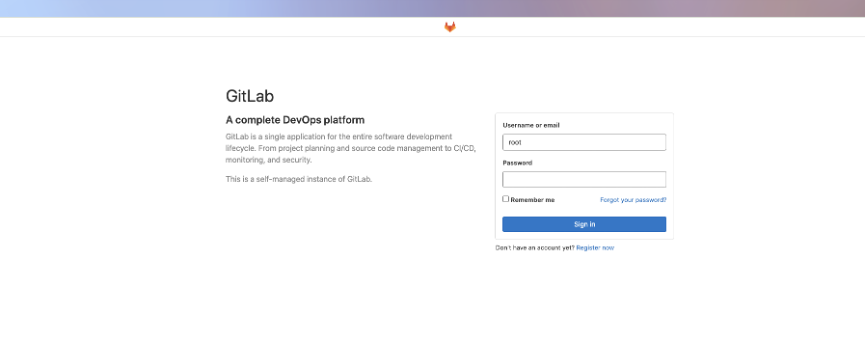 GitLab
A complete DevOps platform
GitLab is a single application for the entire software development
lifecycle. From project planning and source code management to CI/CD,
monitoring, and security.
This is a self-managed instance of GitLab.
Username or email
root
Password
Remember me
Forgot your password?
Sign in
Don't have an account yet? Register now